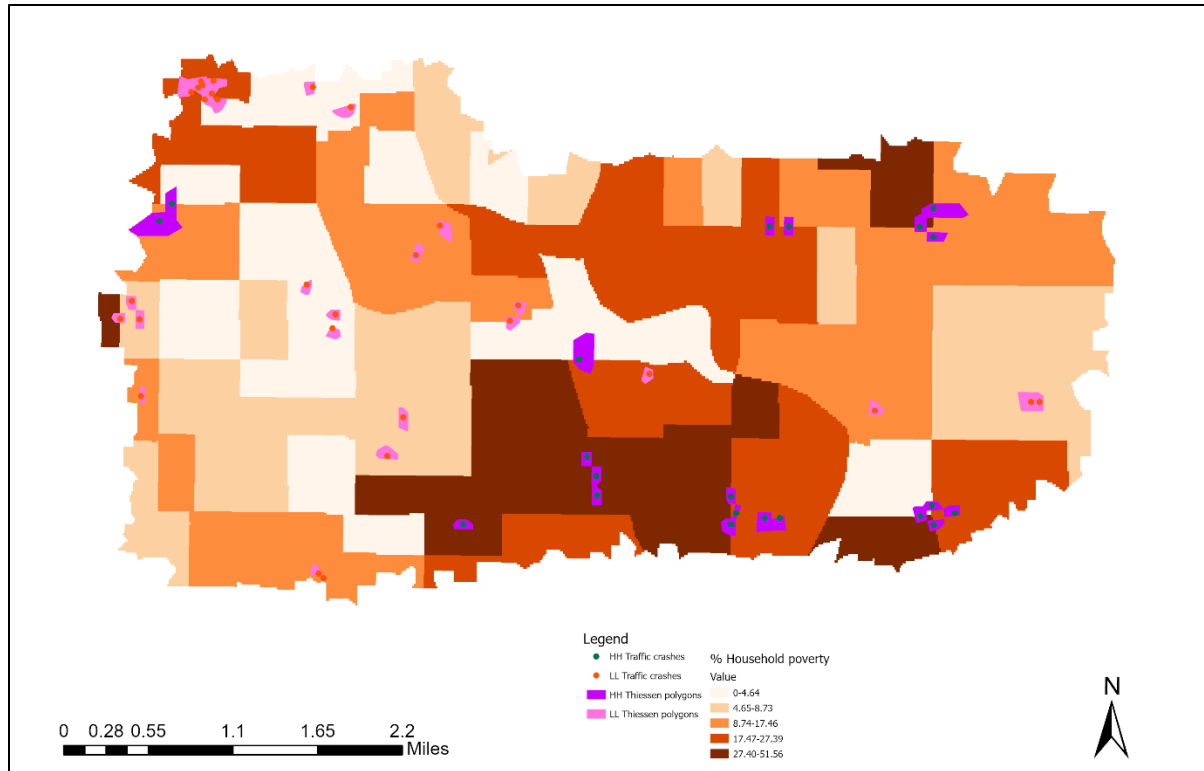 Legend
HH Traffic crashes
LL Traffic crashes
HH Thiessen polygons
LL Thiessen polygons
% Household poverty
Value
0-4.64
4.65-8.73
8.74-17.46
17.47-27.39
27.40-51.56
N
0 0.28 0.55 1.1 1.65 2.2
Miles